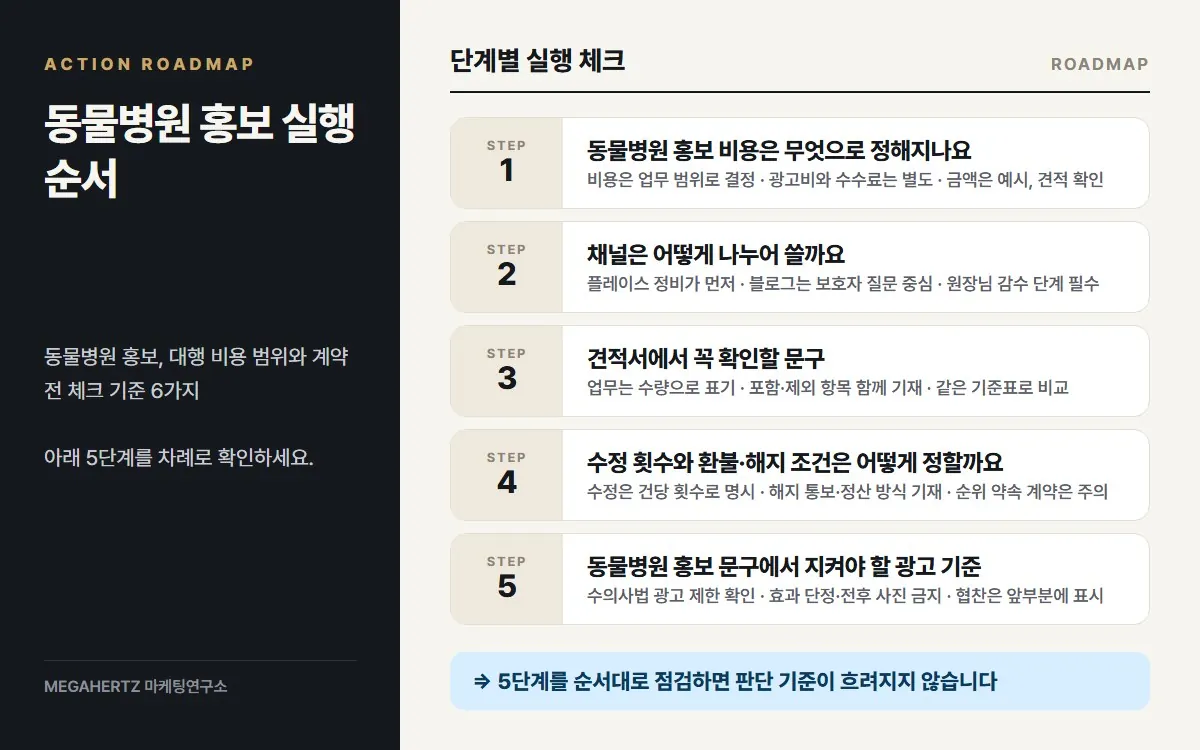 ACTION ROADMAP
동물병원 홍보 실행
순서
동물병원 홍보, 대행 비용 범위와 계약
전 체크 기준 6가지
아래 5단계를 차례로 확인하세요.
MEGAHERTZ 마케팅연구소
단계별 실행 체크
ROADMAP
STEP
1
동물병원 홍보 비용은 무엇으로 정해지나요
비용은 업무 범위로 결정 · 광고비와 수수료는 별도 · 금액은 예시, 견적 확인
STEP
2
채널은 어떻게 나누어 쓸까요
플레이스 정비가 먼저 · 블로그는 보호자 질문 중심 · 원장님 감수 단계 필수
STEP
3
견적서에서 꼭 확인할 문구
업무는 수량으로 표기 · 포함·제외 항목 함께 기재 · 같은 기준표로 비교
STEP
4
수정 횟수와 환불·해지 조건은 어떻게 정할까요
수정은 건당 횟수로 명시 · 해지 통보·정산 방식 기재 · 순위 약속 계약은 주의
STEP
5
동물병원 홍보 문구에서 지켜야 할 광고 기준
수의사법 광고 제한 확인 · 효과 단정·전후 사진 금지 · 협찬은 앞부분에 표시
→ 5단계를 순서대로 점검하면 판단 기준이 흐려지지 않습니다